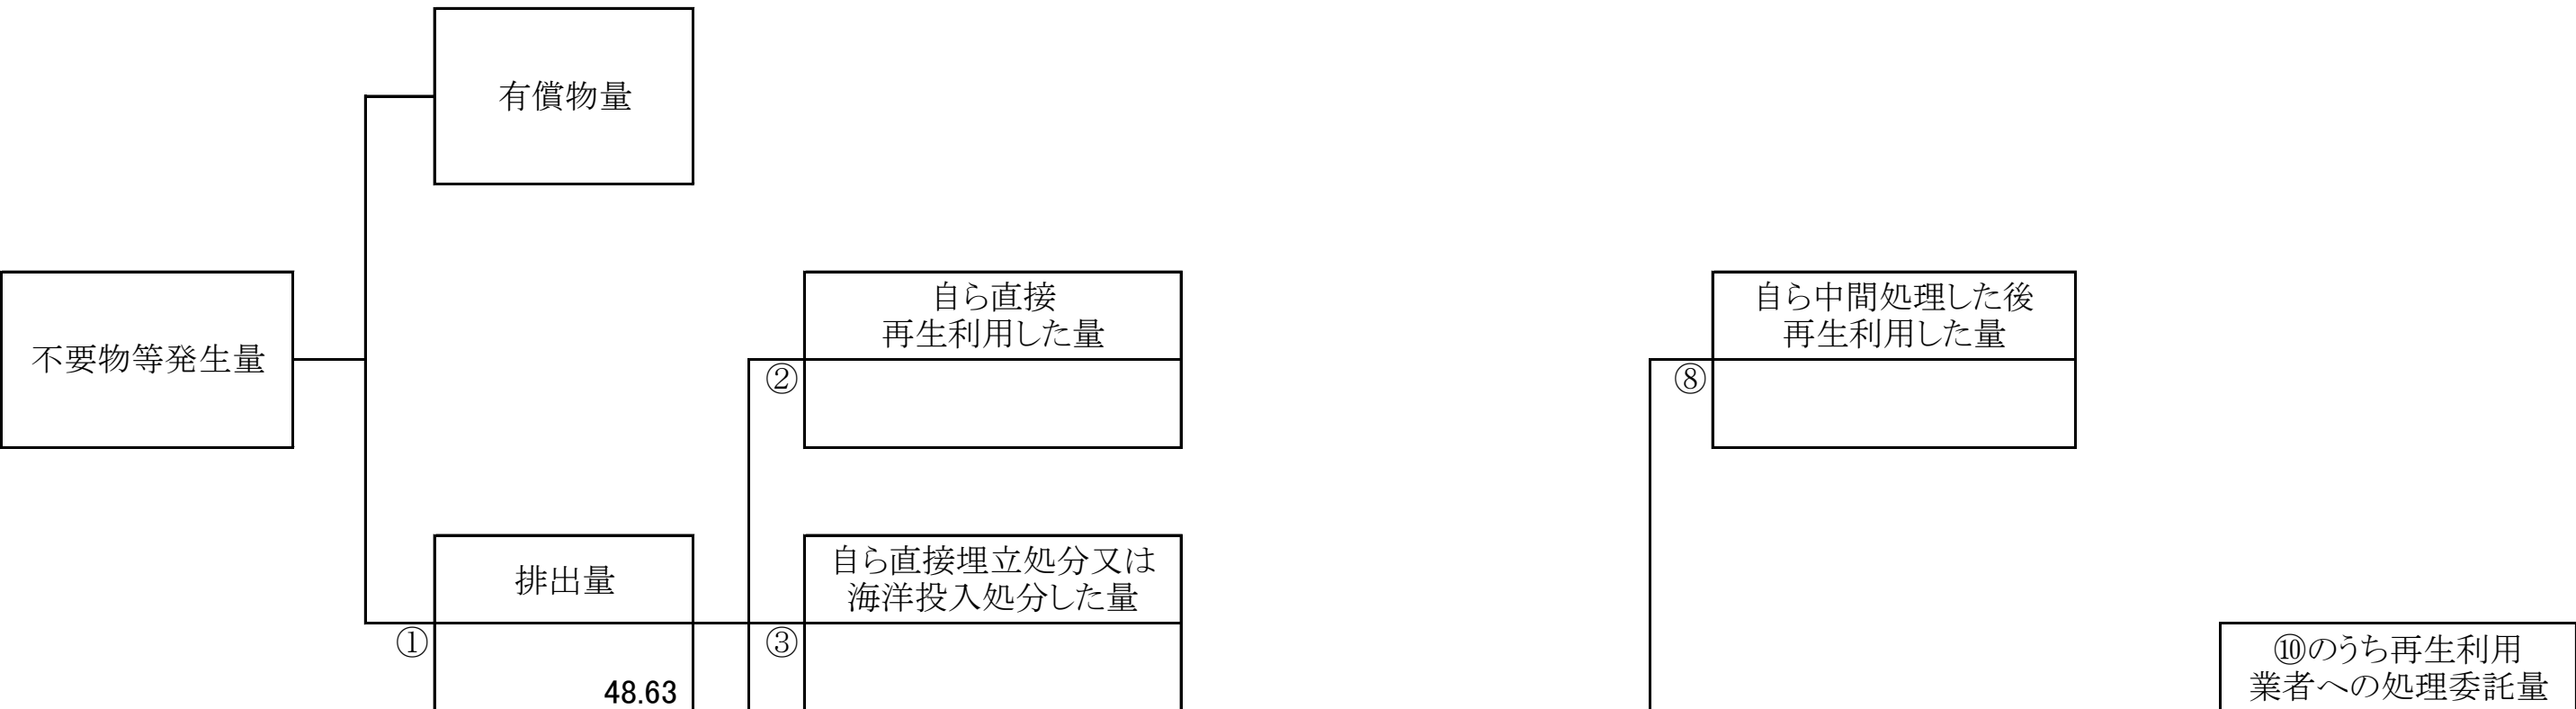 有償物量
不要物等発生量
自ら直接
再生利用した量
②
自ら中間処理した後
再生利用した量
⑧
排出量
①
48.63
自ら直接埋立処分又は
海洋投入処分した量
③
⑩のうち再生利用
業者への処理委託量